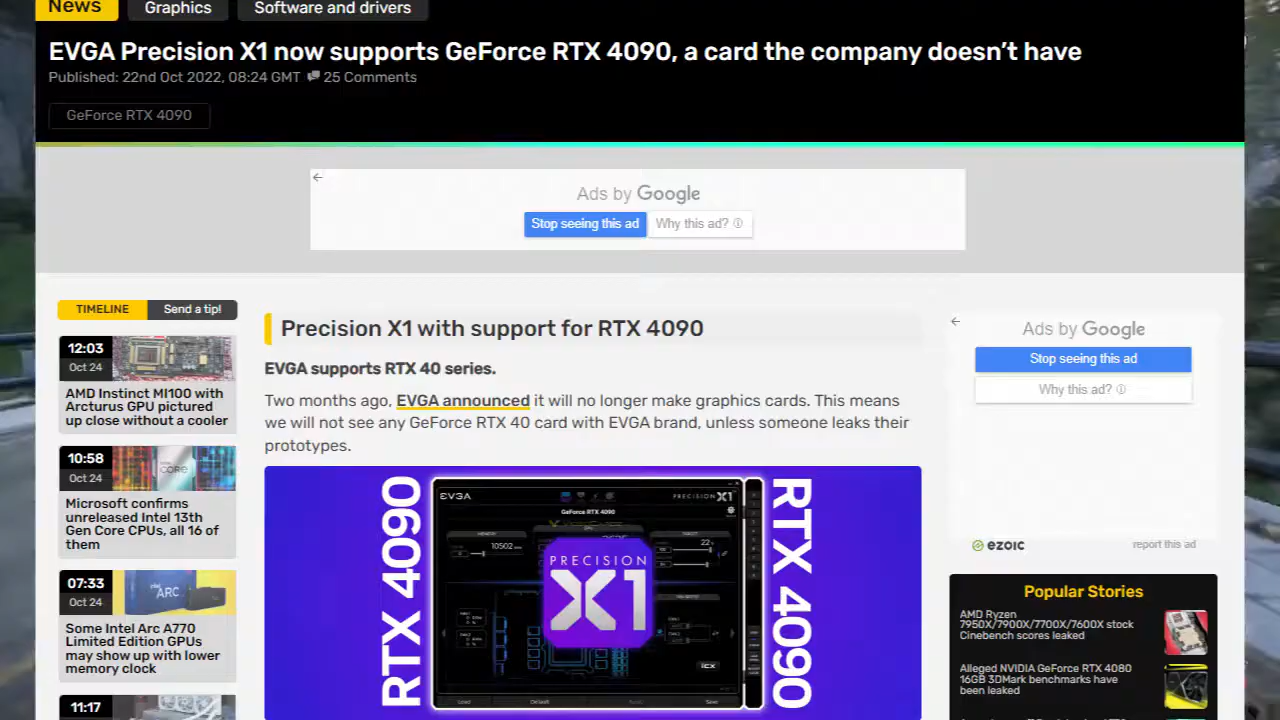 News
Graphics
Software and drivers
EVGA Precision X1 now supports GeForce RTX 4090, a card the company doesn't have
Published: 22nd Oct 2022, 08:24 GMT 25 Comments
GeForce RTX 4090
Ads by Google
Stop seeing this ad
Why this ad?
TIMELINE
Send a tip!
12:03
Oct 24
AMD Instinct MI100 with
Arcturus GPU pictured
up close without a cooler
10:58
Oct 24
CORE
Microsoft confirms
unreleased Intel 13th
Gen Core CPUs, all 16 of
them
07:33
Oct 24
ARC
Some Intel Arc A770
Limited Edition GPUs
may show up with lower
memory clock
11:17
Precision X1 with support for RTX 4090
EVGA supports RTX 40 series.
Two months ago, EVGA announced it will no longer make graphics cards. This means
we will not see any GeForce RTX 40 card with EVGA brand, unless someone leaks their
prototypes.
RTX 4090
EVGA
PRECISION X1
GeForce RTX 4090
MEMORY
10502
TARGET
22
PRECISION
X1
iCX
Default
Save
RTX 4090
Ads by Google
Stop seeing this ad
Why this ad?
ezoic
report this ad
Popular Stories
AMD Ryzen
7950X/7900X/7700X/7600X stock
Cinebench scores leaked
Alleged NVIDIA GeForce RTX 4080
16GB 3DMark benchmarks have
been leaked